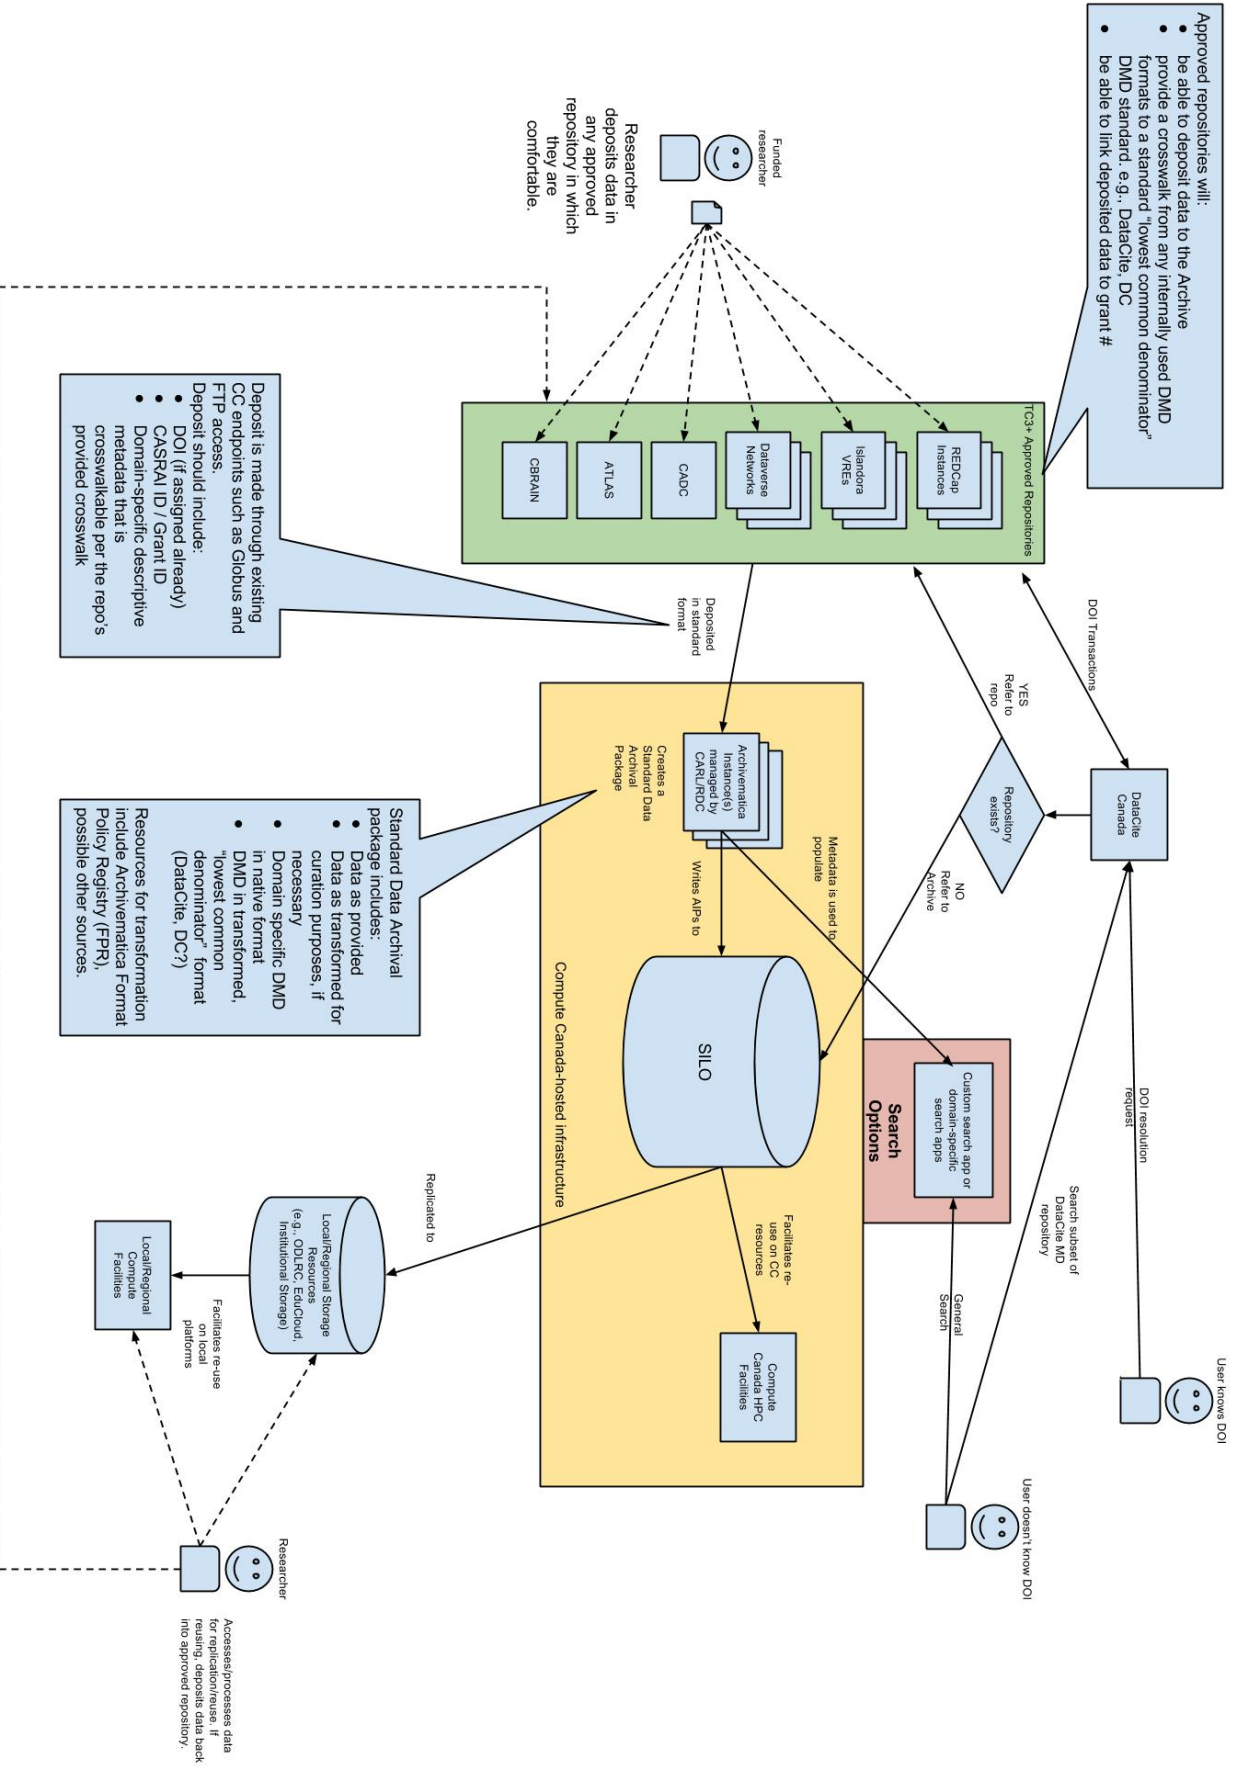 Approved repositories will:
● be able to deposit data to the Archive
● provide a crosswalk from any internally used DMD
formats to a standard "lowest common denominator"
DMD standard. e.g., DataCite, DC
● be able to link deposited data to grant #
Funded
researcher
Researcher
deposits data in
any approved
repository in which
they are
comfortable.
TC3+ Approved Repositories
REDCap
Instances
Islandora
VREs
Dataverse
Networks
CADC
ATLAS
CBRAIN
Deposit is made through existing
CC endpoints such as Globus and
FTP access.
Deposit should include:
● DOI (if assigned already)
● CASRAI ID / Grant ID
● Domain-specific descriptive
metadata that is
crosswalkable per the repo's
provided crosswalk
DOI Transactions
YES
Refer to
repo
Deposited
in standard
format
DataCite
Canada
Repository
exists?
NO
Refer to
Archive
Archivematica
Instance(s)
managed by
CARL/RDC
Creates a
Standard Data
Archival
Package
Metadata is used to
populate
Writes AIPs to
Standard Data Archival
package includes:
● Data as provided
● Data as transformed for
curation purposes, if
necessary
● Domain specific DMD
in native format
● DMD in transformed,
"lowest common
denominator" format
(DataCite, DC?)
Resources for transformation
include Archivematica Format
Policy Registry (FPR),
possible other sources.
SILO
Compute Canada-hosted infrastructure
Custom search app or
domain-specific
search apps
Search
Options
DOI resolution
request
Search subset of
DataCite MD
repository
General
Search
Facilitates re-
use on CC
resources
Replicated to
Local/Regional Storage
Resources
(e.g., ODLRC, EduCloud,
Institutional Storage)
Local/Regional
Compute
Facilities
Facilitates re-use
on local
platforms
Compute
Canada HPC
Facilities
User knows DOI
User doesn't know DOI
Researcher
Accesses/processes data
for replication/reuse. If
reusing, deposits data back
into approved repository.